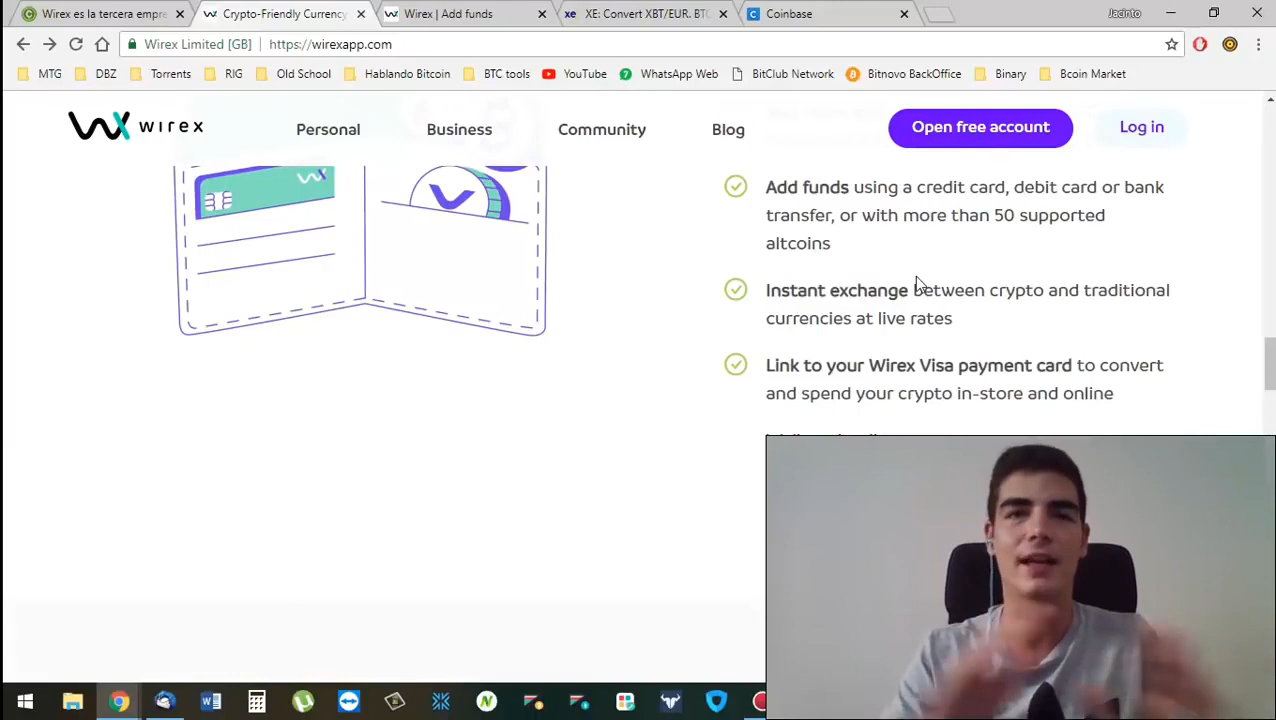 Wirex es la tercera empre
Crypto-Friendly Currency
Wirex | Add funds
XE: Convert XBT/EUR. BTC
Coinbase
Jacinto
Wirex Limited [GB]
https://wirexapp.com
MTG
DBZ
Torrents
RIG
Old School
Hablando Bitcoin
BTC tools
YouTube
WhatsApp Web
BitClub Network
Bitnovo BackOffice
Binary
Bcoin Market
wirex
Personal
Business
Community
Blog
Open free account
Log in
Add funds using a credit card, debit card or bank
transfer, or with more than 50 supported
altcoins
Instant exchange between crypto and traditional
currencies at live rates
Link to your Wirex Visa payment card to convert
and spend your crypto in-store and online